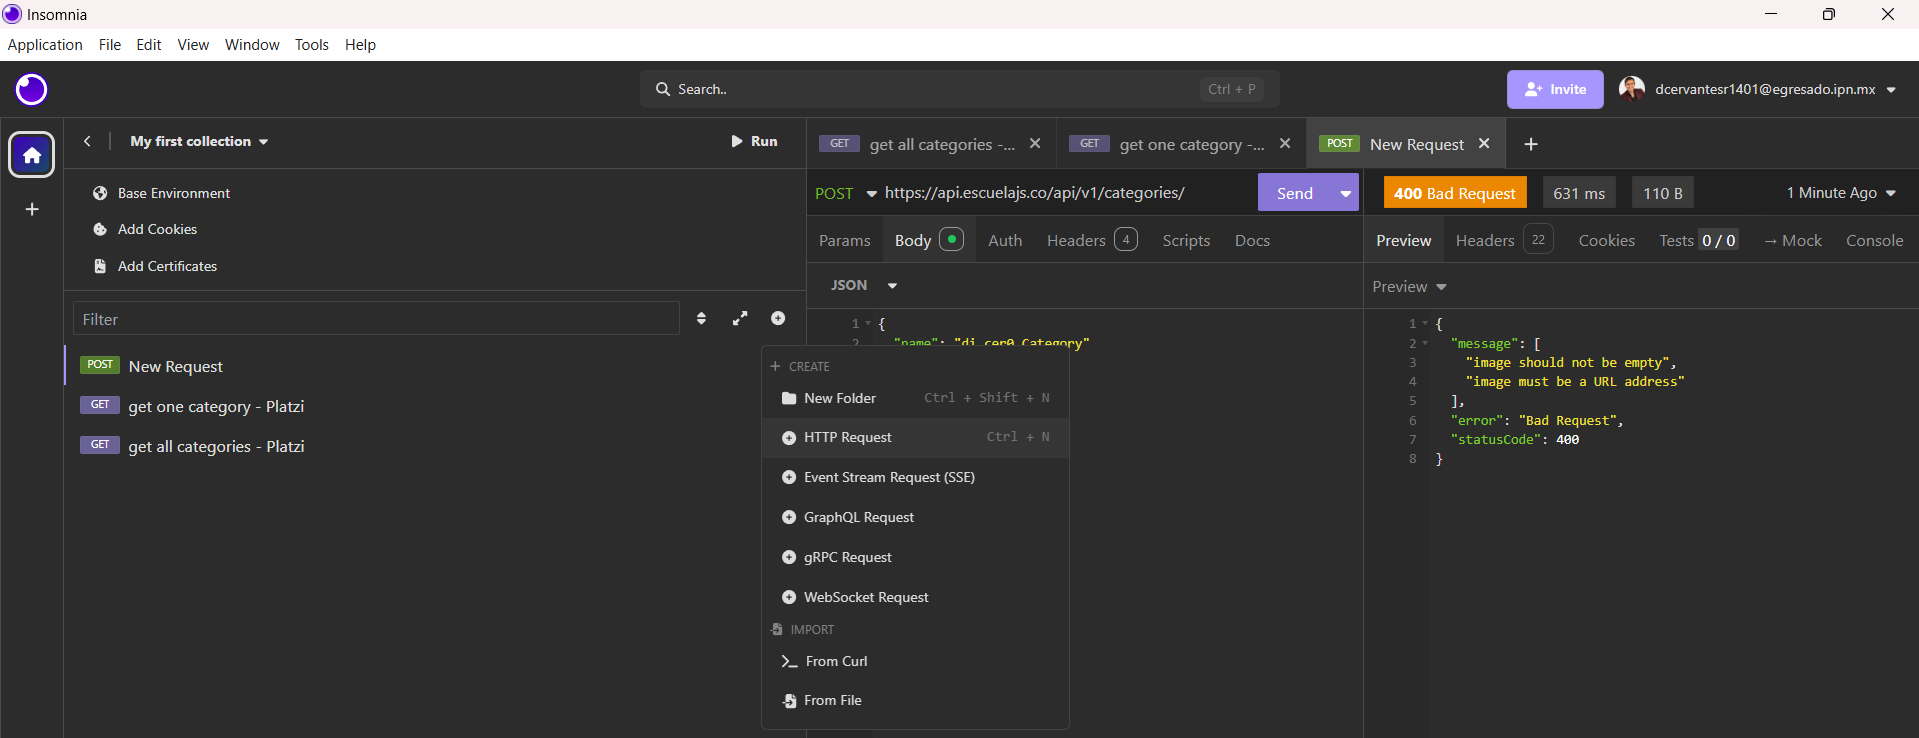 Insomnia
Application File Edit View Window Tools Help
Search.. Ctrl + P
Invite
dcervantesr1401@egresado.ipn.mx
My first collection
Run
GET get all categories -...
GET get one category -...
POST New Request
Base Environment
Add Cookies
Add Certificates
Filter
POST New Request
GET get one category - Platzi
GET get all categories - Platzi
POST https://api.escuelajs.co/api/v1/categories/ Send
400 Bad Request 631 ms 110 B 1 Minute Ago
Params Body Auth Headers 4 Scripts Docs
JSON
1 {
2 "name": "di_cer0 Category"
CREATE
New Folder Ctrl + Shift + N
HTTP Request Ctrl + N
Event Stream Request (SSE)
GraphQL Request
gRPC Request
WebSocket Request
IMPORT
From Curl
From File
Preview Headers 22 Cookies Tests 0 / 0 → Mock Console
Preview
1 {
2 "message": [
3 "image should not be empty",
4 "image must be a URL address"
5 ],
6 "error": "Bad Request",
7 "statusCode": 400
8 }